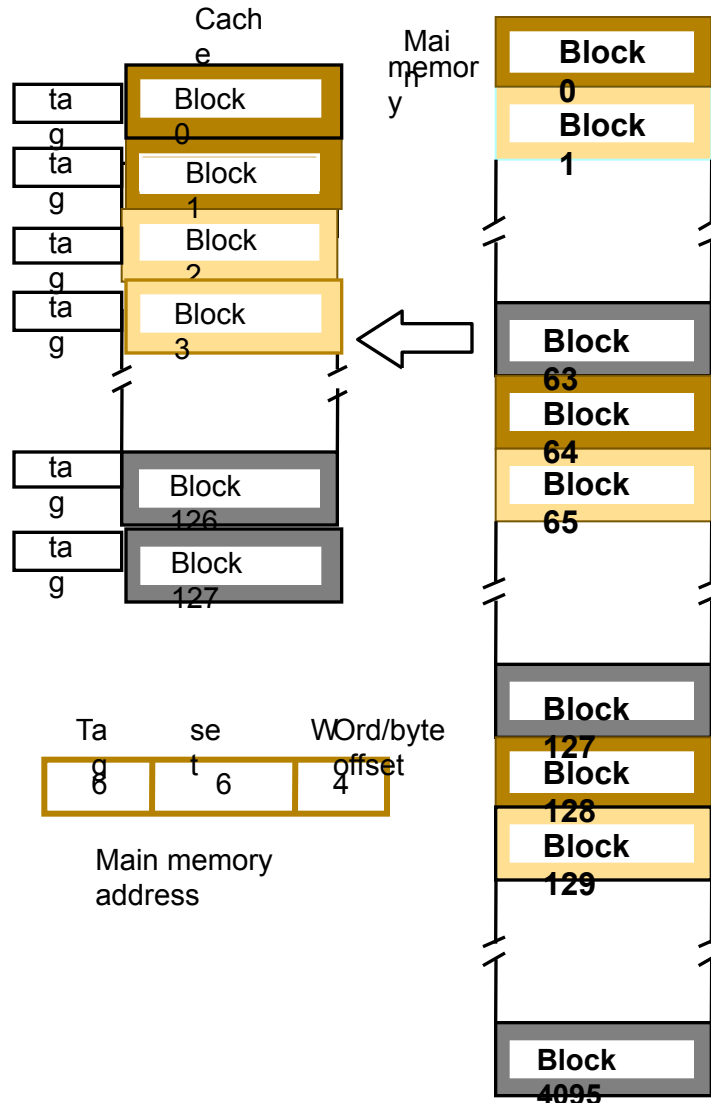 Cach
e
ta
g
Block
0
ta
g
Block
1
ta
g
Block
2
ta
g
Block
3
ta
g
Block
126
ta
g
Block
127
Mai
n
memor
y
Block
0
Block
1
Block
63
Block
64
Block
65
Block
127
Block
128
Block
129
Block
4095
Ta
g
se
t
WOrd/byte
offset
6
6
4
Main memory
address